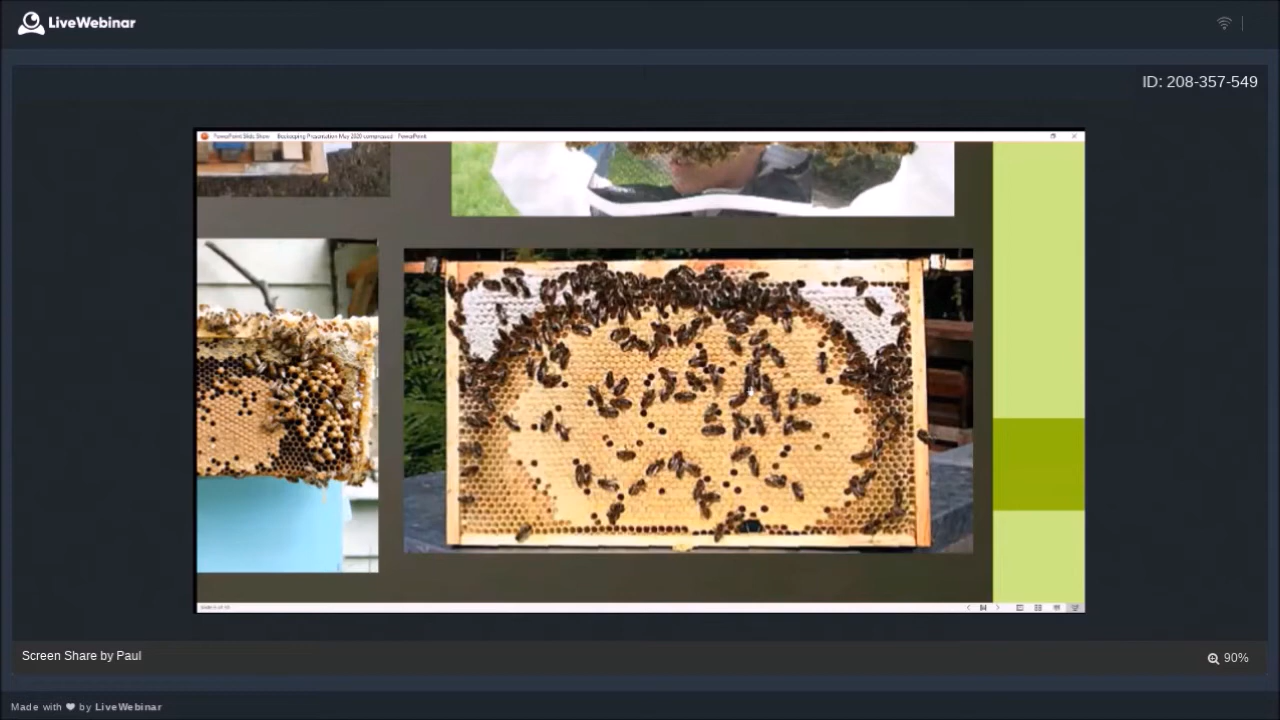 LiveWebinar
ID: 208-357-549
PowerPoint Slide Show - Beekeeping Presentation May 2020 compressed - PowerPoint
Screen Share by Paul
90%
Made with ❤ by LiveWebinar